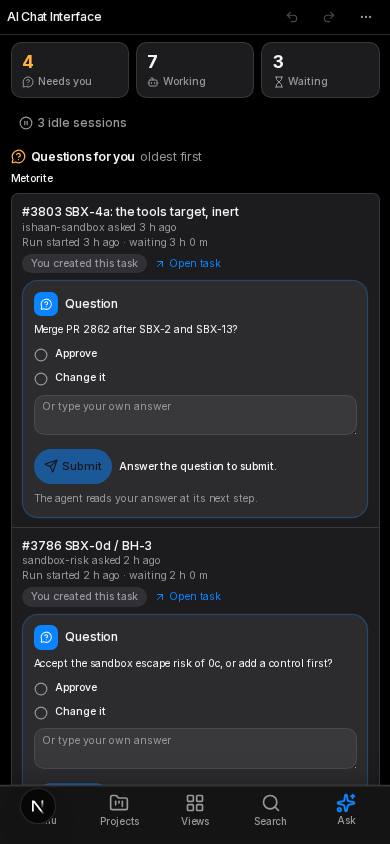 AI Chat Interface
4
Needs you
7
Working
3
Waiting
3 idle sessions
Questions for you oldest first
Metorite
#3803 SBX-4a: the tools target, inert
ishaan-sandbox asked 3 h ago
Run started 3 h ago · waiting 3 h 0 m
You created this task
Open task
Question
Merge PR 2862 after SBX-2 and SBX-13?
Approve
Change it
Or type your own answer
Submit
Answer the question to submit.
The agent reads your answer at its next step.
#3786 SBX-0d / BH-3
sandbox-risk asked 2 h ago
Run started 2 h ago · waiting 2 h 0 m
You created this task
Open task
Question
Accept the sandbox escape risk of 0c, or add a control first?
Approve
Change it
Or type your own answer
N
Projects
Views
Search
Ask